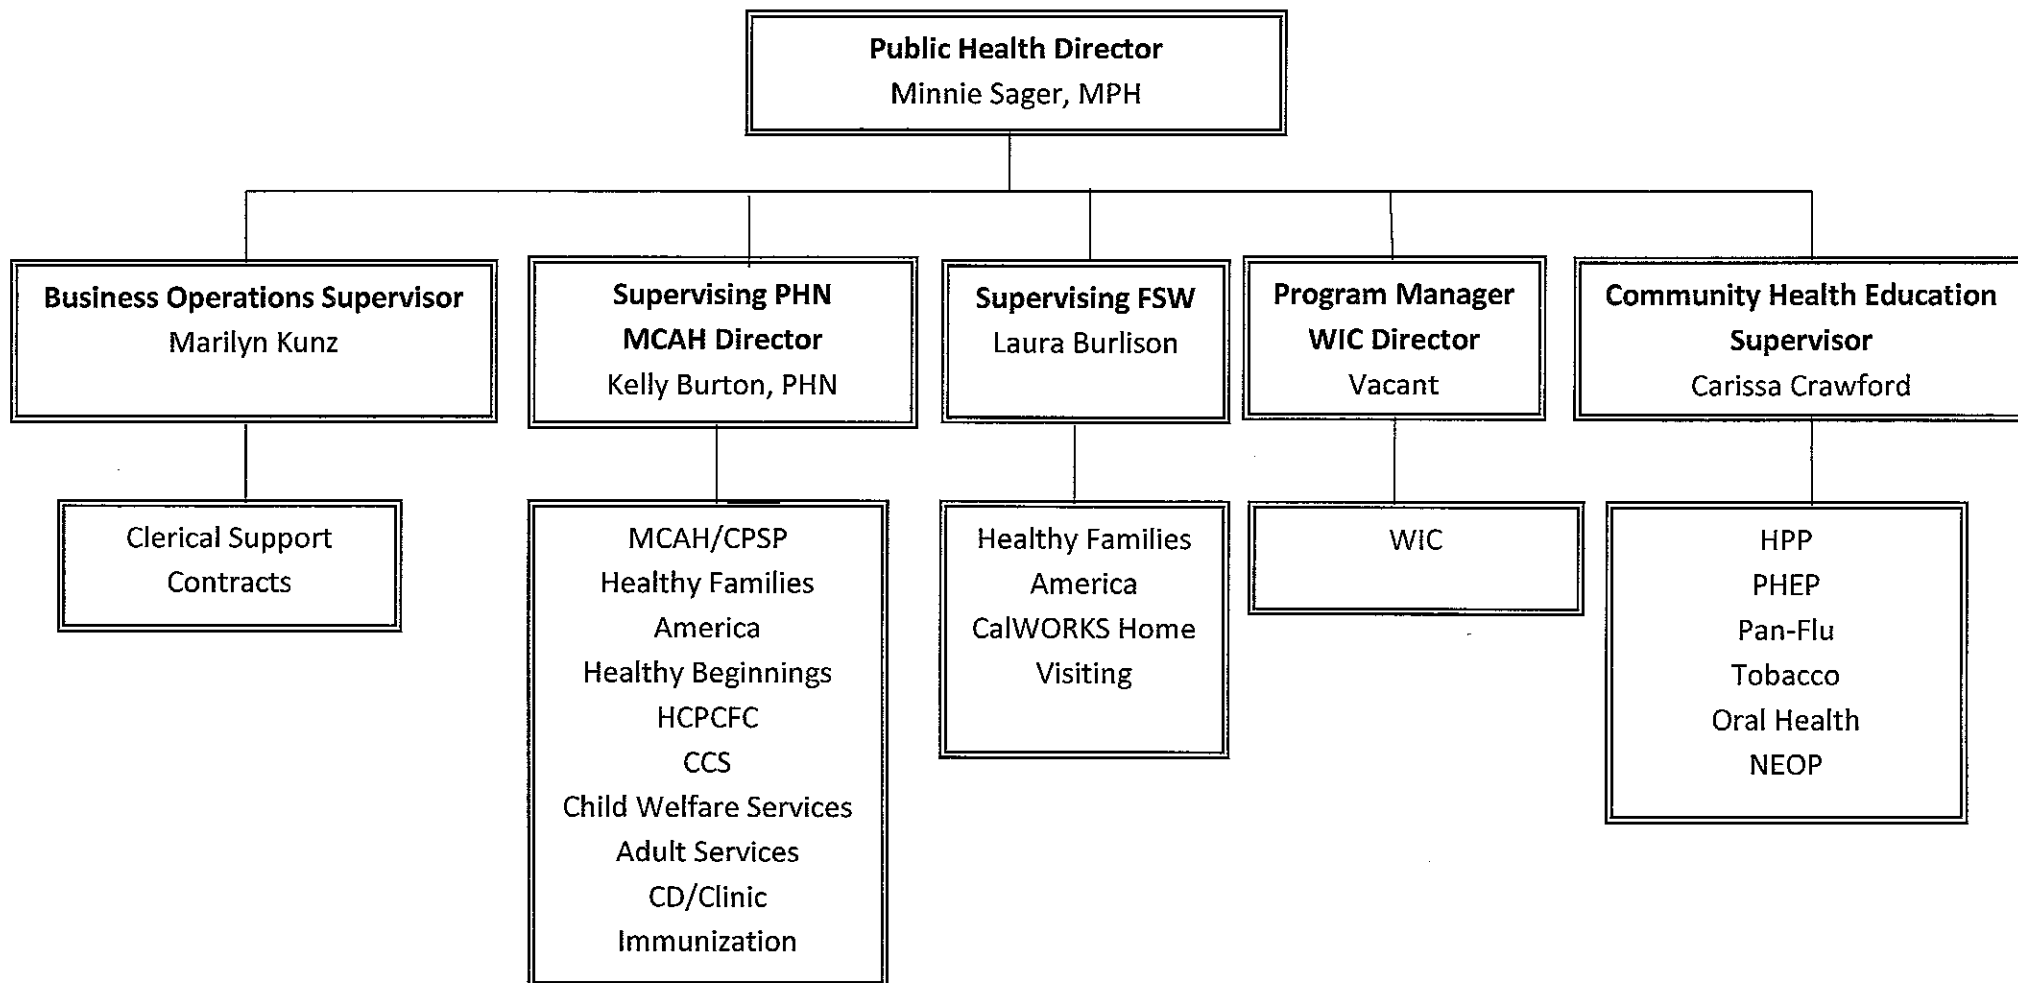 Public Health Director
Minnie Sager, MPH
Business Operations Supervisor
Marilyn Kunz
Supervising PHN
MCAH Director
Kelly Burton, PHN
Supervising FSW
Laura Burlison
Program Manager
WIC Director
Vacant
Community Health Education
Supervisor
Carissa Crawford
Clerical Support
Contracts
MCAH/CPSP
Healthy Families
America
Healthy Beginnings
HCPCFC
CCS
Child Welfare Services
Adult Services
CD/Clinic
Immunization
Healthy Families
America
CalWORKS Home
Visiting
WIC
HPP
PHEP
Pan-Flu
Tobacco
Oral Health
NEOP